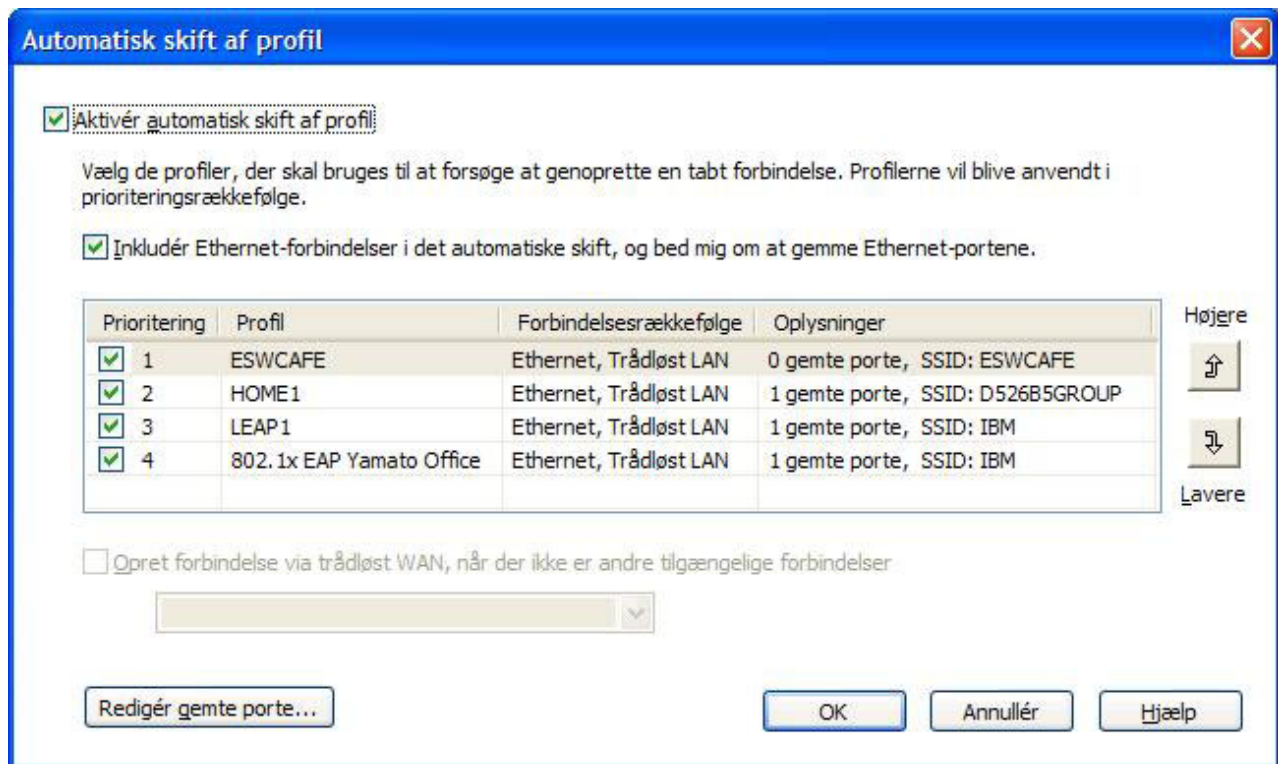 Automatisk skift af profil
Aktivér automatisk skift af profil
Vælg de profiler, der skal bruges til at forsøge at genoprette en tabt forbindelse. Profilerne vil blive anvendt i
prioriteringsrækkefølge.
Inkludér Ethernet-forbindelser i det automatiske skift, og bed mig om at gemme Ethernet-portene.
Prioritering Profil Forbindelsesrækkefølge Oplysninger
1 ESWCAFE Ethernet, Trådløst LAN 0 gemte porte, SSID: ESWCAFE
2 HOME1 Ethernet, Trådløst LAN 1 gemte porte, SSID: D526B5GROUP
3 LEAP1 Ethernet, Trådløst LAN 1 gemte porte, SSID: IBM
4 802.1x EAP Yamato Office Ethernet, Trådløst LAN 1 gemte porte, SSID: IBM
Højere
Lavere
Opret forbindelse via trådløst WAN, når der ikke er andre tilgængelige forbindelser
Redigér gemte porte... OK Annullér Hjælp